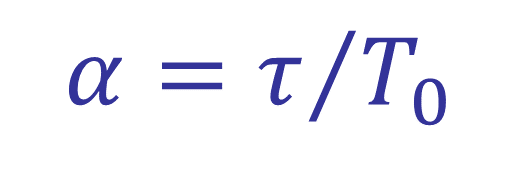 α = τ/T₀